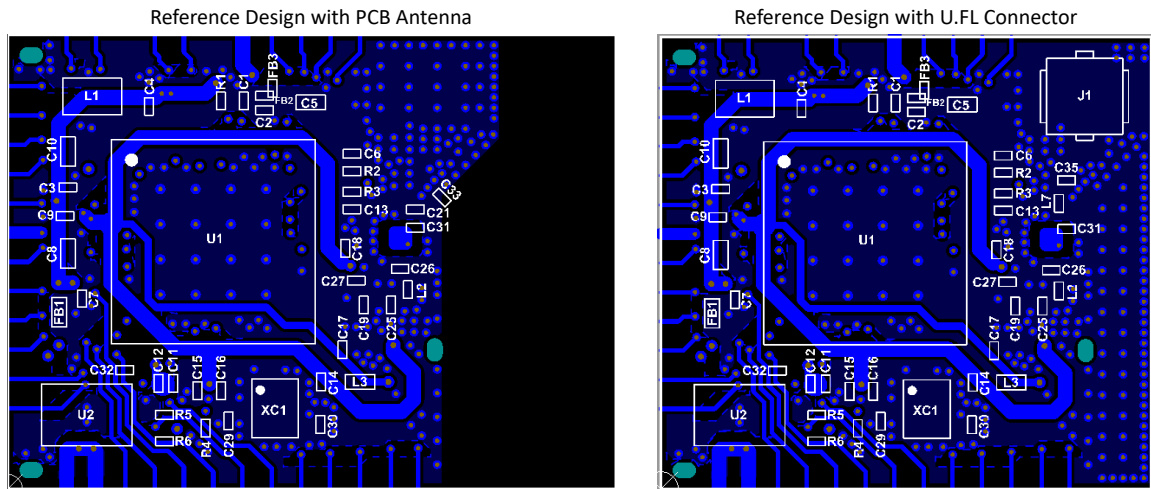 Reference Design with PCB Antenna
L1
C4
R1
C1
FB3
FB2
C5
C2
C10
C6
R2
C3
R3
C33
C9
C13
C21
C31
U1
C8
C18
C26
C27
L2
C7
FB1
C19
C25
C17
C32
C12
C11
C15
C16
C14
L3
U2
R5
XC1
R4
C29
C30
R6
Reference Design with U.FL Connector
L1
C4
R1
C1
FB3
FB2
C5
C2
J1
C10
C6
R2
C3
R3
C35
C9
C13
L7
C31
U1
C8
C18
C26
C27
L2
C7
FB1
C19
C25
C17
C32
C12
C11
C15
C16
C14
L3
U2
R5
XC1
R4
C29
C30
R6